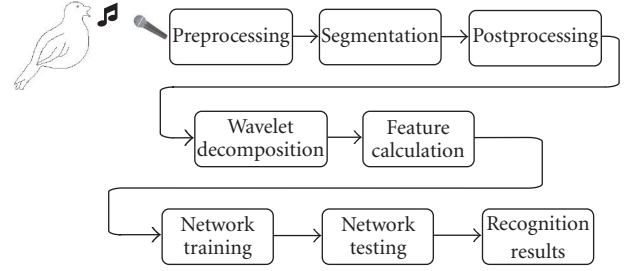 Preprocessing
Segmentation
Postprocessing
Wavelet
decomposition
Feature
calculation
Network
training
Network
testing
Recognition
results